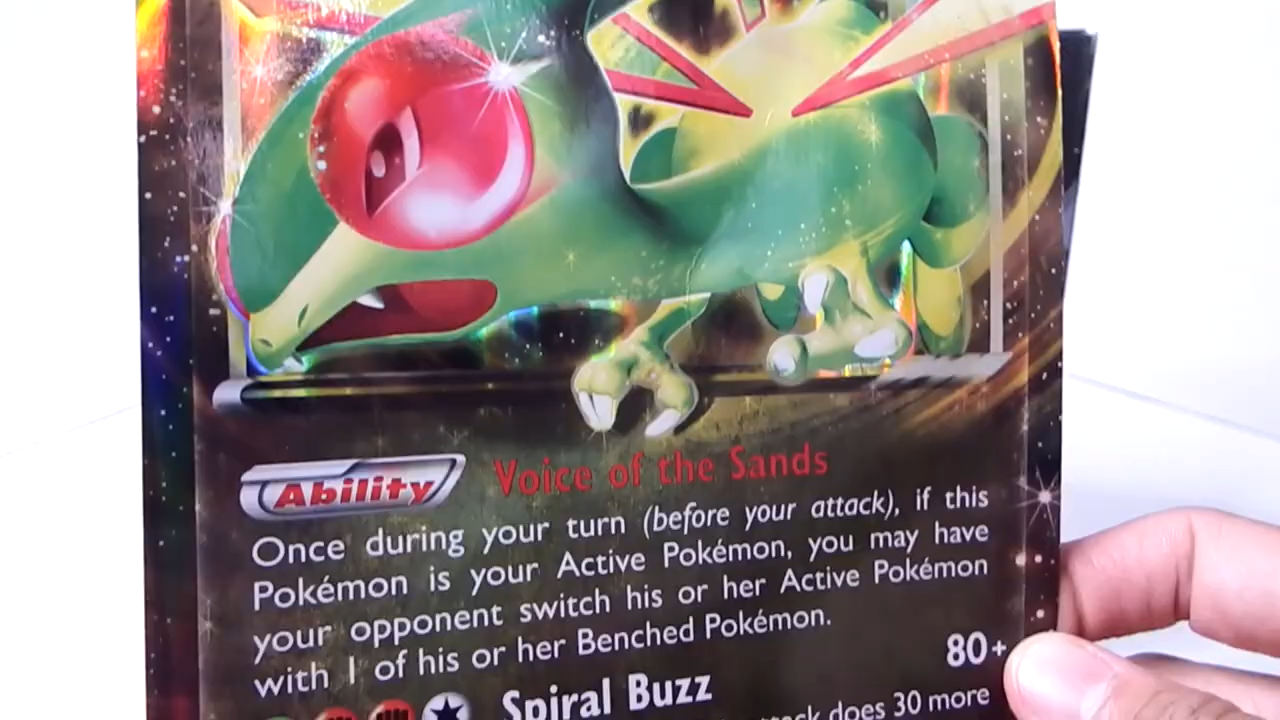 Ability Voice of the Sands
Once during your turn (before your attack), if this
Pokémon is your Active Pokémon, you may have
your opponent switch his or her Active Pokémon
with 1 of his or her Benched Pokémon.
Spiral Buzz 80+
does 30 more